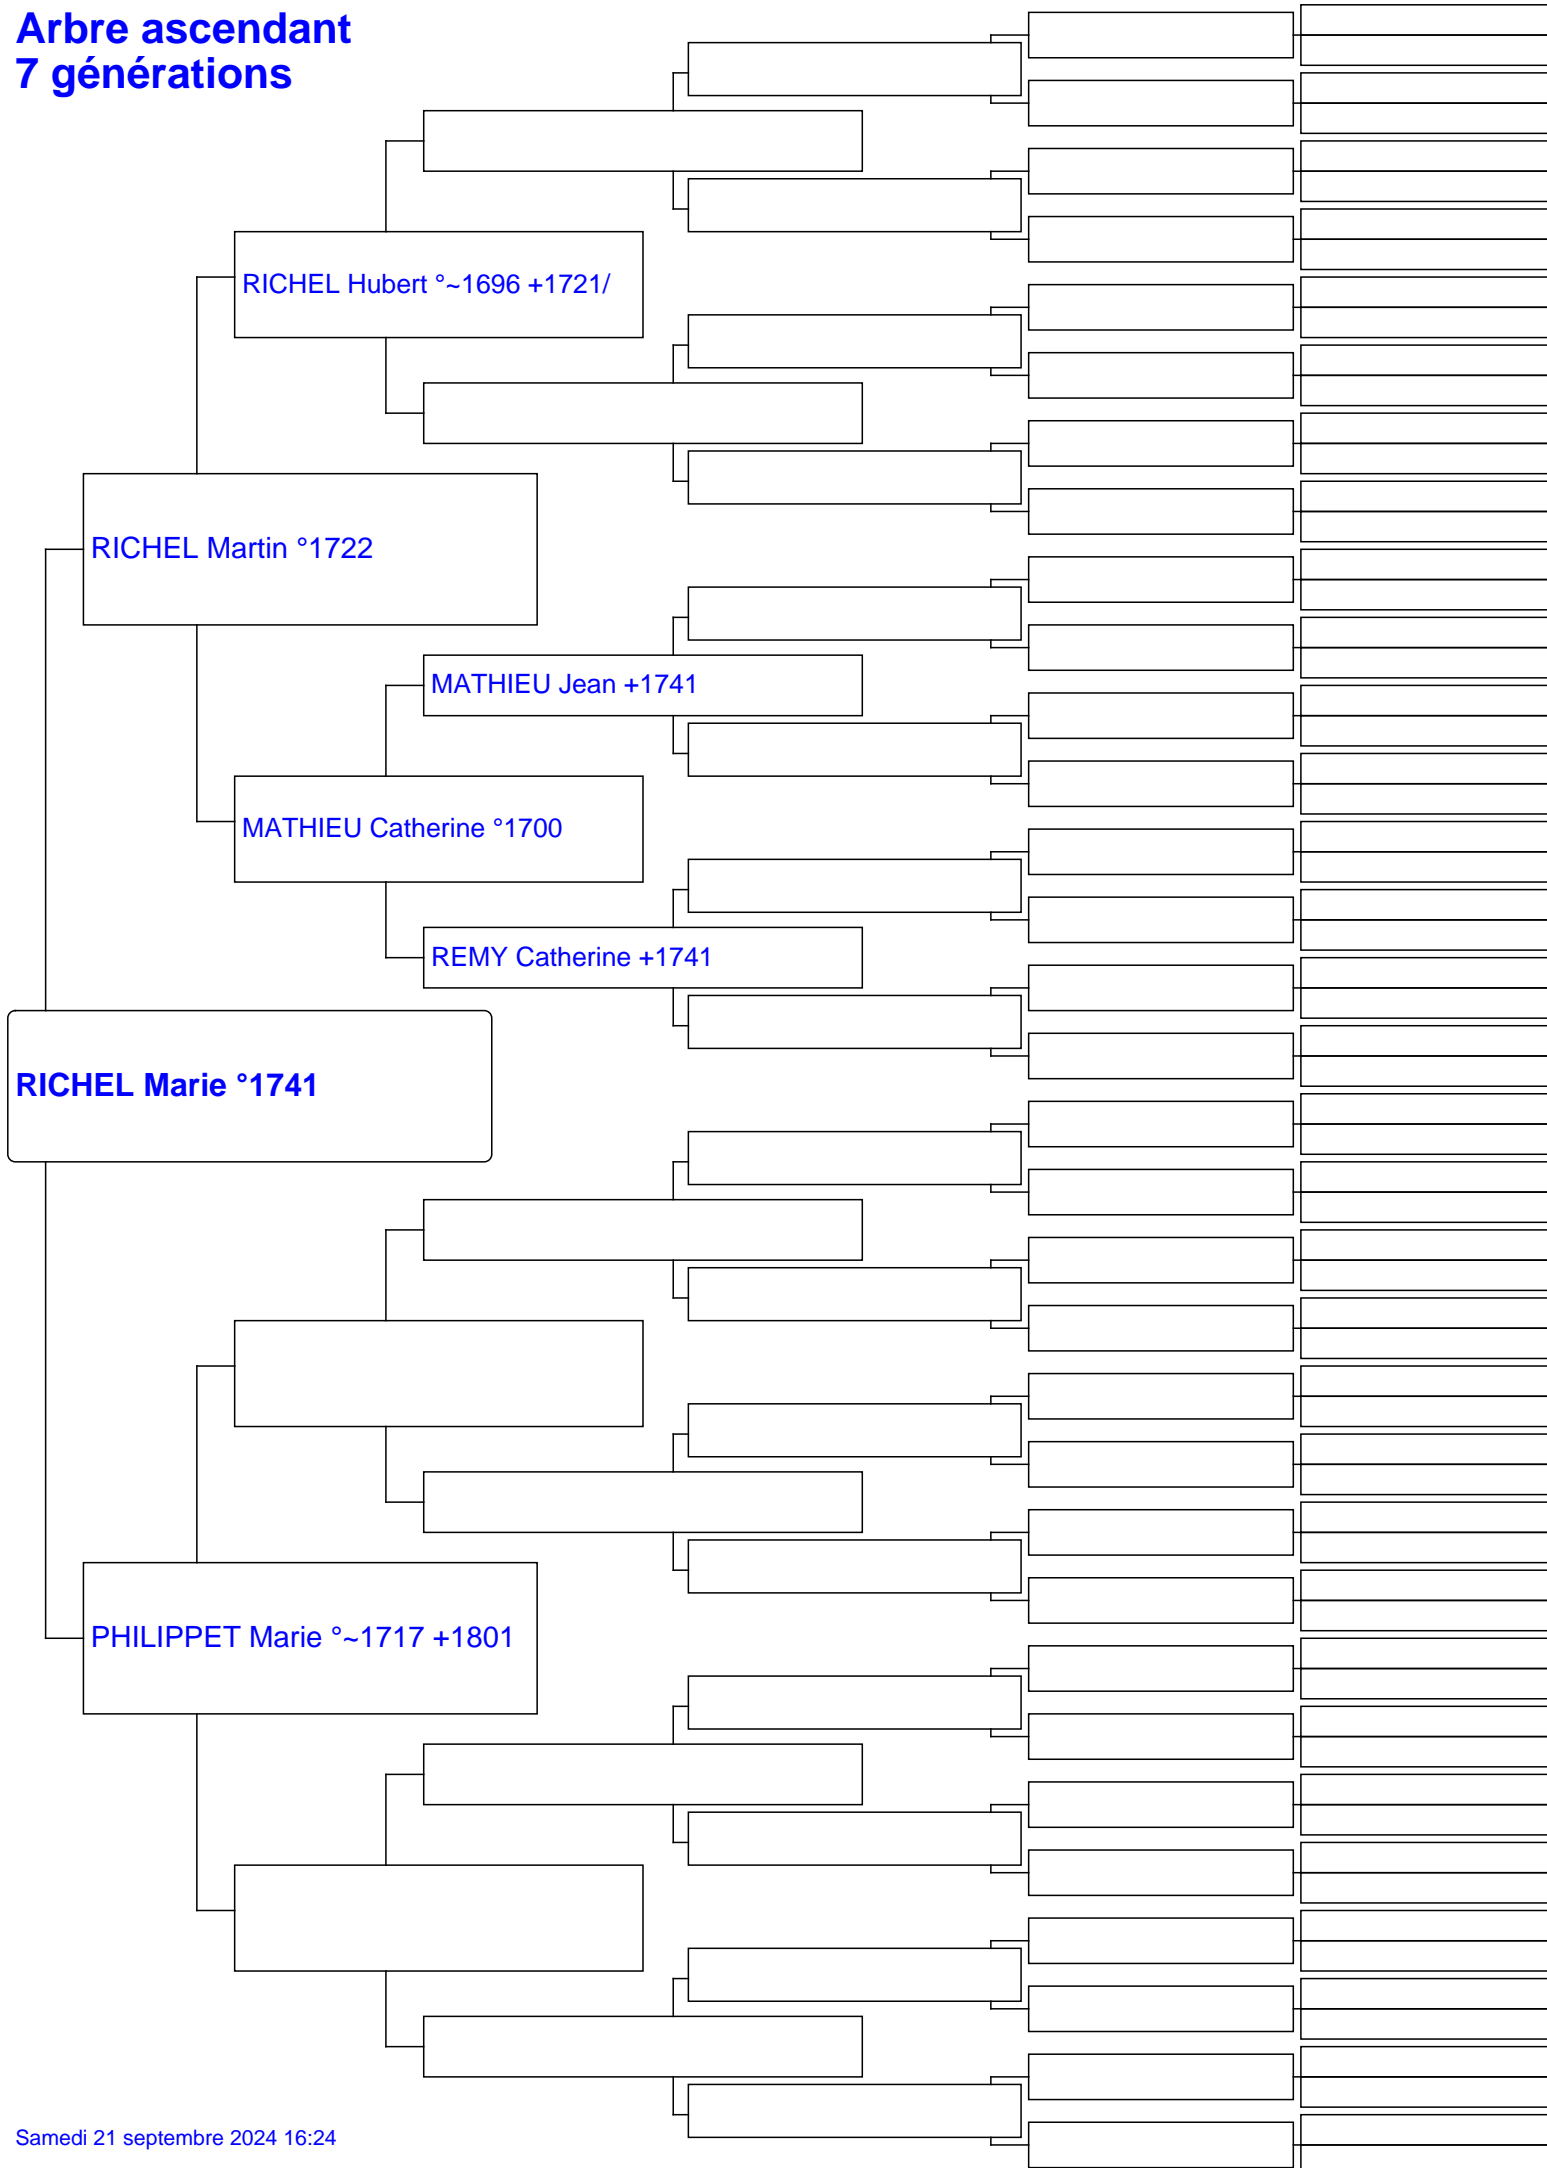 Arbre ascendant
7 générations
RICHEL Hubert °~1696 +1721/
RICHEL Martin °1722
MATHIEU Jean +1741
MATHIEU Catherine °1700
REMY Catherine +1741
RICHEL Marie °1741
PHILIPPET Marie °~1717 +1801
Samedi 21 septembre 2024 16:24